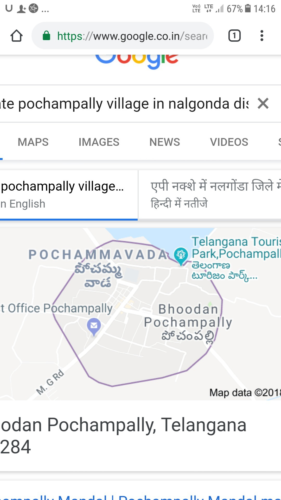 67% 14:16
https://www.google.co.in/sear
1
Google
te pochampally village in nalgonda dis
MAPS IMAGES NEWS VIDEOS
pochampally village...
n English
एपी नक्शे में नलगोंडा जिले में
हिन्दी में नतीजे
Telangana Touris
Park,Pochampall
తెలంగాణ
టూరిజం పార్క్...
POCHAMMAVADA
పోచమ్మ
వాడ
t Office Pochampally
Bhoodan
Pochampally
పోచంపల్లి
M. G Rd
Map data ©2018
odan Pochampally, Telangana
284